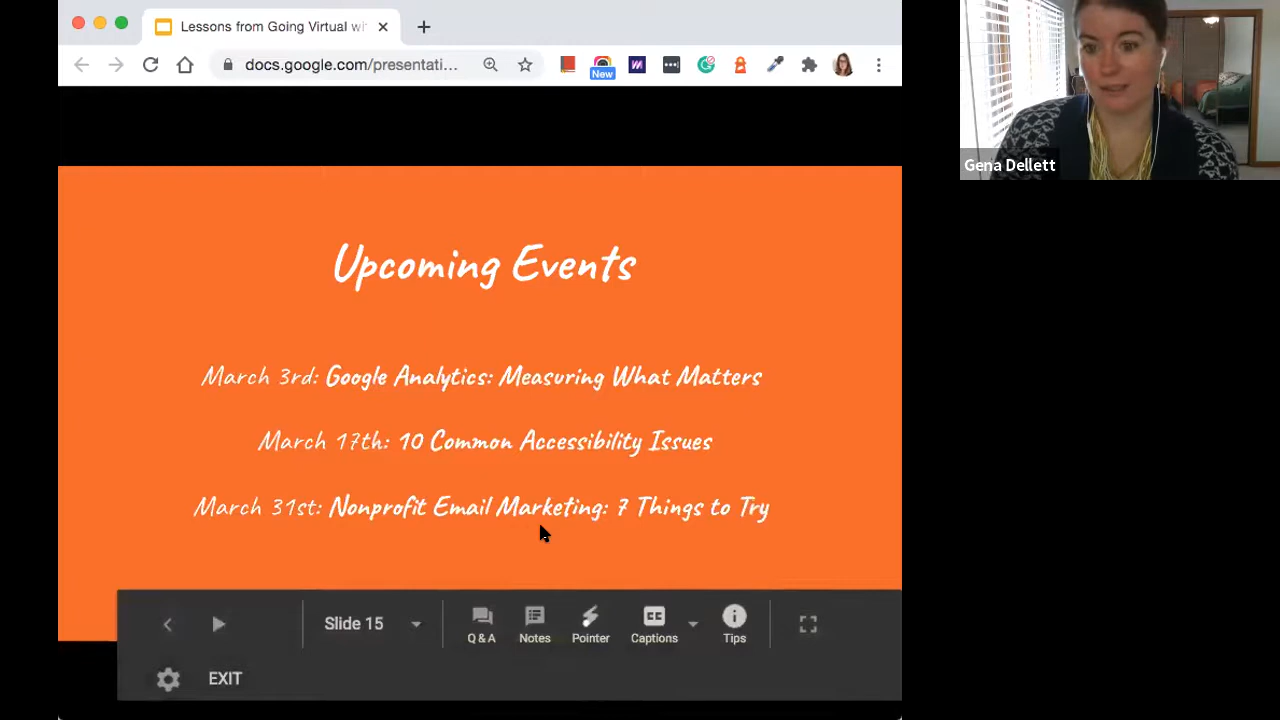 Lessons from Going Virtual wi
docs.google.com/presentati...
New
Gena Dellett
Upcoming Events
March 3rd: Google Analytics: Measuring What Matters
March 17th: 10 Common Accessibility Issues
March 31st: Nonprofit Email Marketing: 7 Things to Try
Slide 15
Q & A
Notes
Pointer
CC
Captions
Tips
EXIT